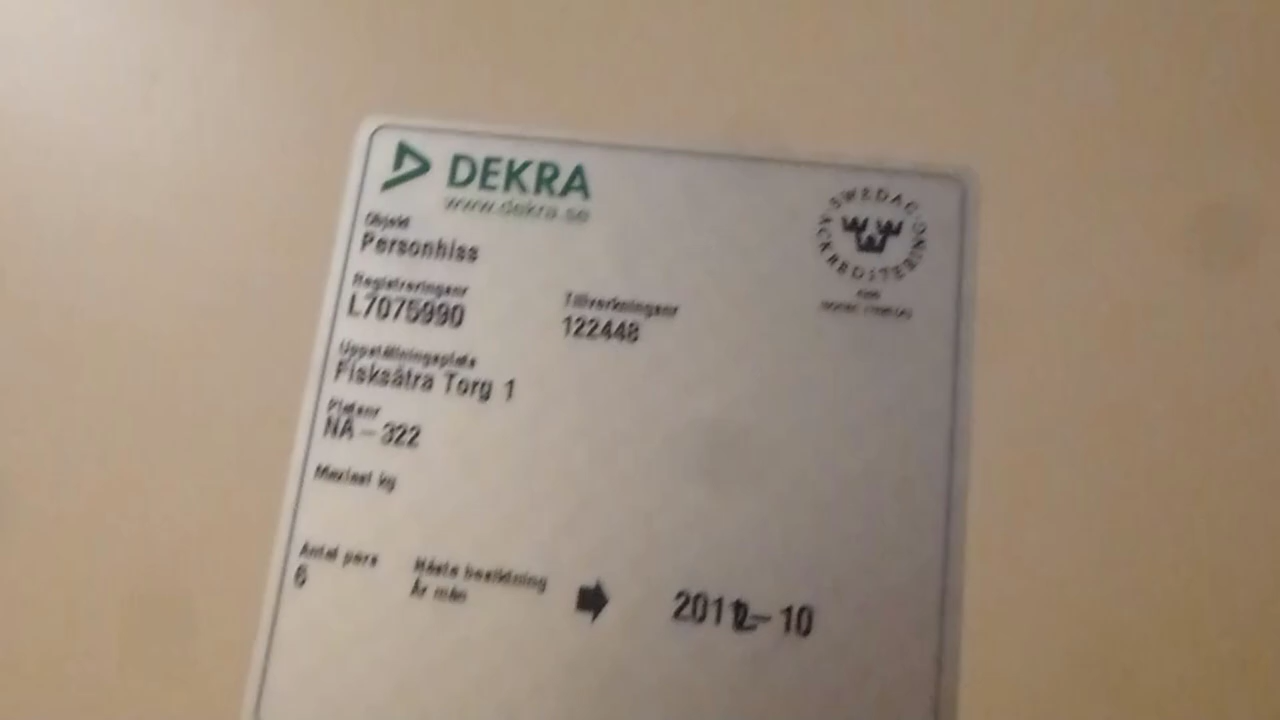 DEKRA
www.dekra.se
SWEDAC ACKREDITERING
Objekt
Personhiss
Registreringsnr
L7075990
Tillverkningsnr
122448
Uppställningsplats
Fisksätra Torg 1
Platsnr
NA - 322
Maxlast kg
Antal pers
6
Nästa besiktning
År mån
- 10